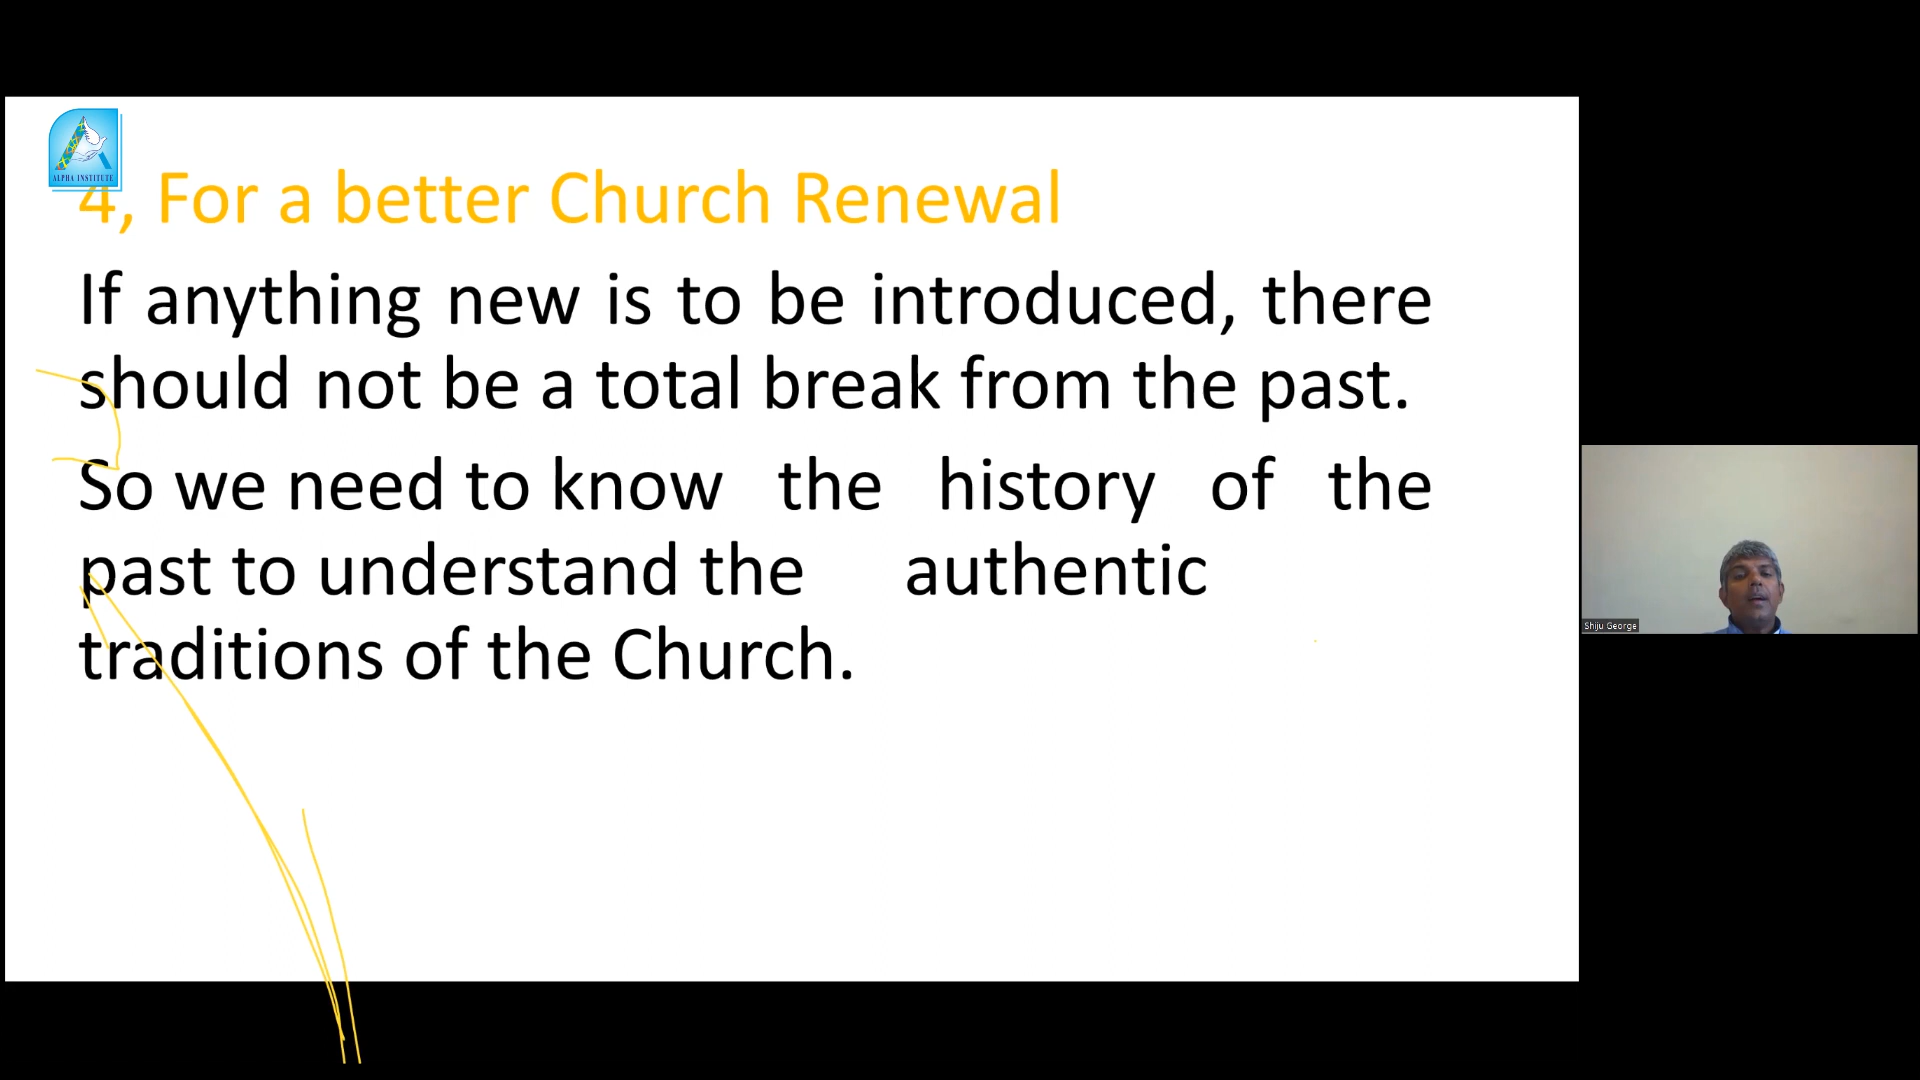 ALPHA INSTITUTE
4, For a better Church Renewal
If anything new is to be introduced, there
should not be a total break from the past.
So we need to know the history of the
past to understand the authentic
traditions of the Church.
Shiju George